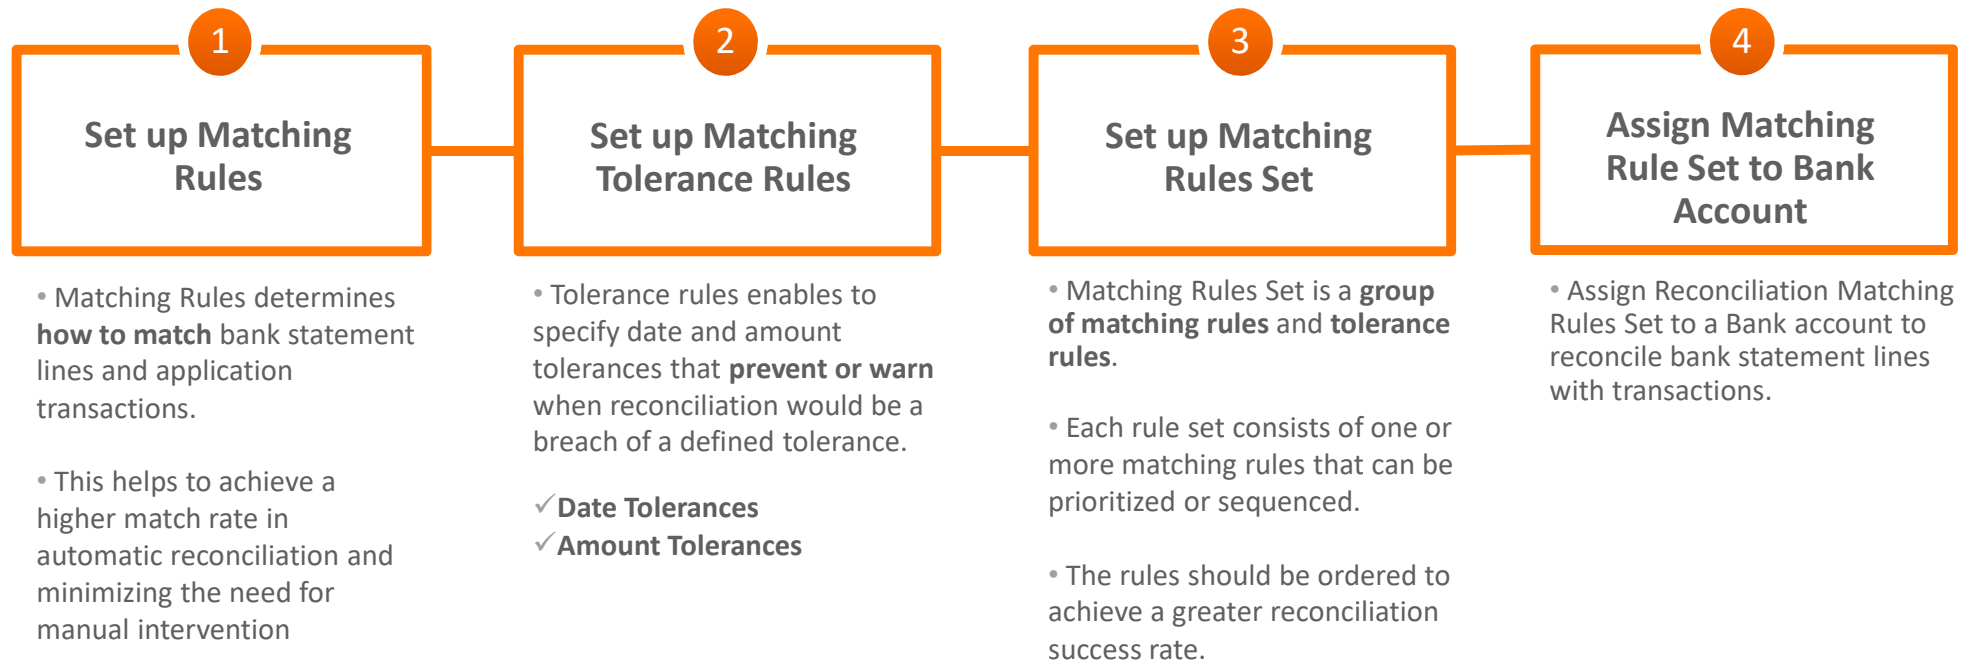 1
Set up Matching
Rules
• Matching Rules determines
how to match bank statement
lines and application
transactions.
• This helps to achieve a
higher match rate in
automatic reconciliation and
minimizing the need for
manual intervention
2
Set up Matching
Tolerance Rules
• Tolerance rules enables to
specify date and amount
tolerances that prevent or warn
when reconciliation would be a
breach of a defined tolerance.
✓Date Tolerances
✓Amount Tolerances
3
Set up Matching
Rules Set
• Matching Rules Set is a group
of matching rules and tolerance
rules.
• Each rule set consists of one or
more matching rules that can be
prioritized or sequenced.
• The rules should be ordered to
achieve a greater reconciliation
success rate.
4
Assign Matching
Rule Set to Bank
Account
• Assign Reconciliation Matching
Rules Set to a Bank account to
reconcile bank statement lines
with transactions.